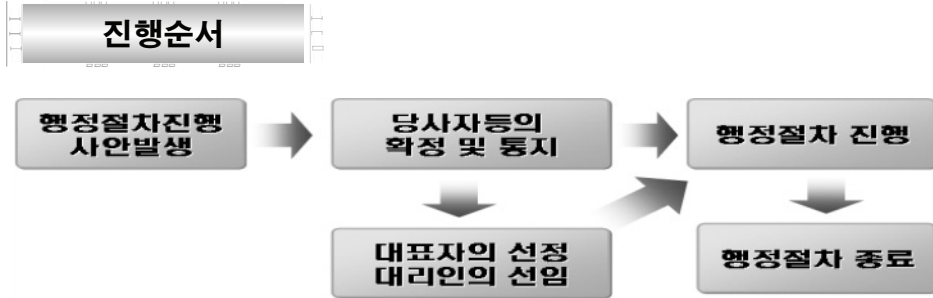 진행순서
행정절차진행
사안발생
당사자등의
확정 및 통지
행정절차 진행
대표자의 선정
대리인의 선임
행정절차 종료